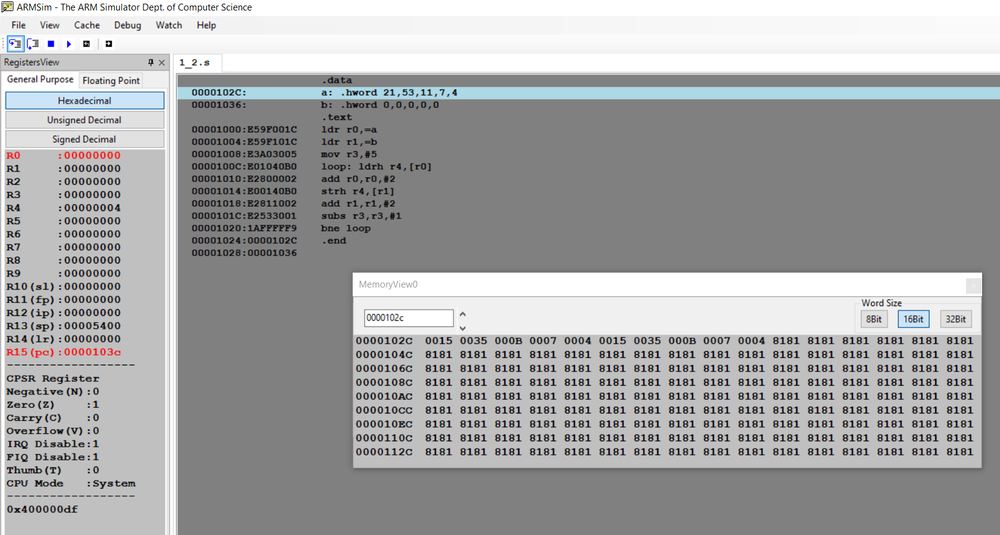 ARMSim - The ARM Simulator Dept. of Computer Science
File View Cache Debug Watch Help
RegistersView
General Purpose Floating Point
Hexadecimal
Unsigned Decimal
Signed Decimal
R0 :00000000
R1 :00000000
R2 :00000000
R3 :00000000
R4 :00000004
R5 :00000000
R6 :00000000
R7 :00000000
R8 :00000000
R9 :00000000
R10(sl):00000000
R11(fp):00000000
R12(ip):00000000
R13(sp):00005400
R14(lr):00000000
R15(pc):0000103c
------------------
CPSR Register
Negative(N):0
Zero(Z) :1
Carry(C) :0
Overflow(V):0
IRQ Disable:1
FIQ Disable:1
Thumb(T) :0
CPU Mode :System
------------------
0x400000df
1_2.s
.data
0000102C: a: .hword 21,53,11,7,4
00001036: b: .hword 0,0,0,0,0
.text
00001000:E59F001C ldr r0,=a
00001004:E59F101C ldr r1,=b
00001008:E3A03005 mov r3,#5
0000100C:E01040B0 loop: ldrh r4,[r0]
00001010:E2800002 add r0,r0,#2
00001014:E00140B0 strh r4,[r1]
00001018:E2811002 add r1,r1,#2
0000101C:E2533001 subs r3,r3,#1
00001020:1AFFFFF9 bne loop
00001024:0000102C .end
00001028:00001036
MemoryView0
0000102c
Word Size
8Bit 16Bit 32Bit
0000102C 0015 0035 000B 0007 0004 0015 0035 000B 0007 0004 8181 8181 8181 8181 8181 8181
0000104C 8181 8181 8181 8181 8181 8181 8181 8181 8181 8181 8181 8181 8181 8181 8181 8181
0000106C 8181 8181 8181 8181 8181 8181 8181 8181 8181 8181 8181 8181 8181 8181 8181 8181
0000108C 8181 8181 8181 8181 8181 8181 8181 8181 8181 8181 8181 8181 8181 8181 8181 8181
000010AC 8181 8181 8181 8181 8181 8181 8181 8181 8181 8181 8181 8181 8181 8181 8181 8181
000010CC 8181 8181 8181 8181 8181 8181 8181 8181 8181 8181 8181 8181 8181 8181 8181 8181
000010EC 8181 8181 8181 8181 8181 8181 8181 8181 8181 8181 8181 8181 8181 8181 8181 8181
0000110C 8181 8181 8181 8181 8181 8181 8181 8181 8181 8181 8181 8181 8181 8181 8181 8181
0000112C 8181 8181 8181 8181 8181 8181 8181 8181 8181 8181 8181 8181 8181 8181 8181 8181